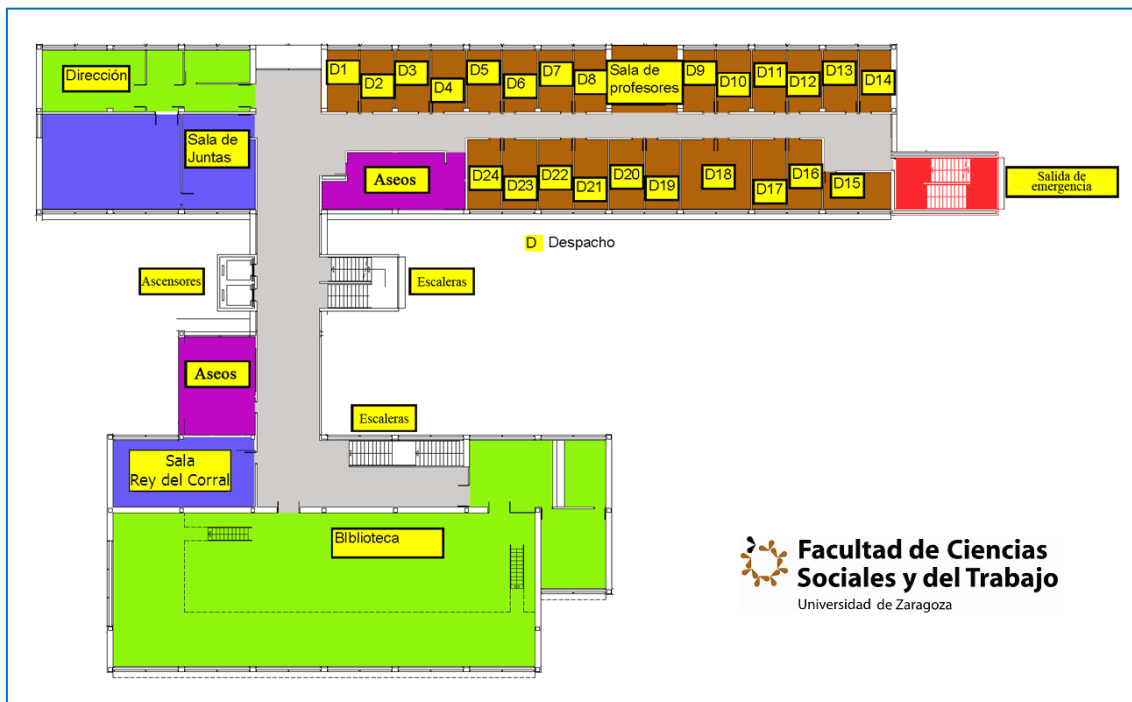 Dirección
D1
D2
D3
D4
D5
D6
D7
D8
Sala de
profesores
D9
D10
D11
D12
D13
D14
Sala de
Juntas
Aseos
D24
D23
D22
D21
D20
D19
D18
D17
D16
D15
Salida de
emergencia
D Despacho
Ascensores
Escaleras
Aseos
Escaleras
Sala
Rey del Corral
BIblioteca
Facultad de Ciencias
Sociales y del Trabajo
Universidad de Zaragoza